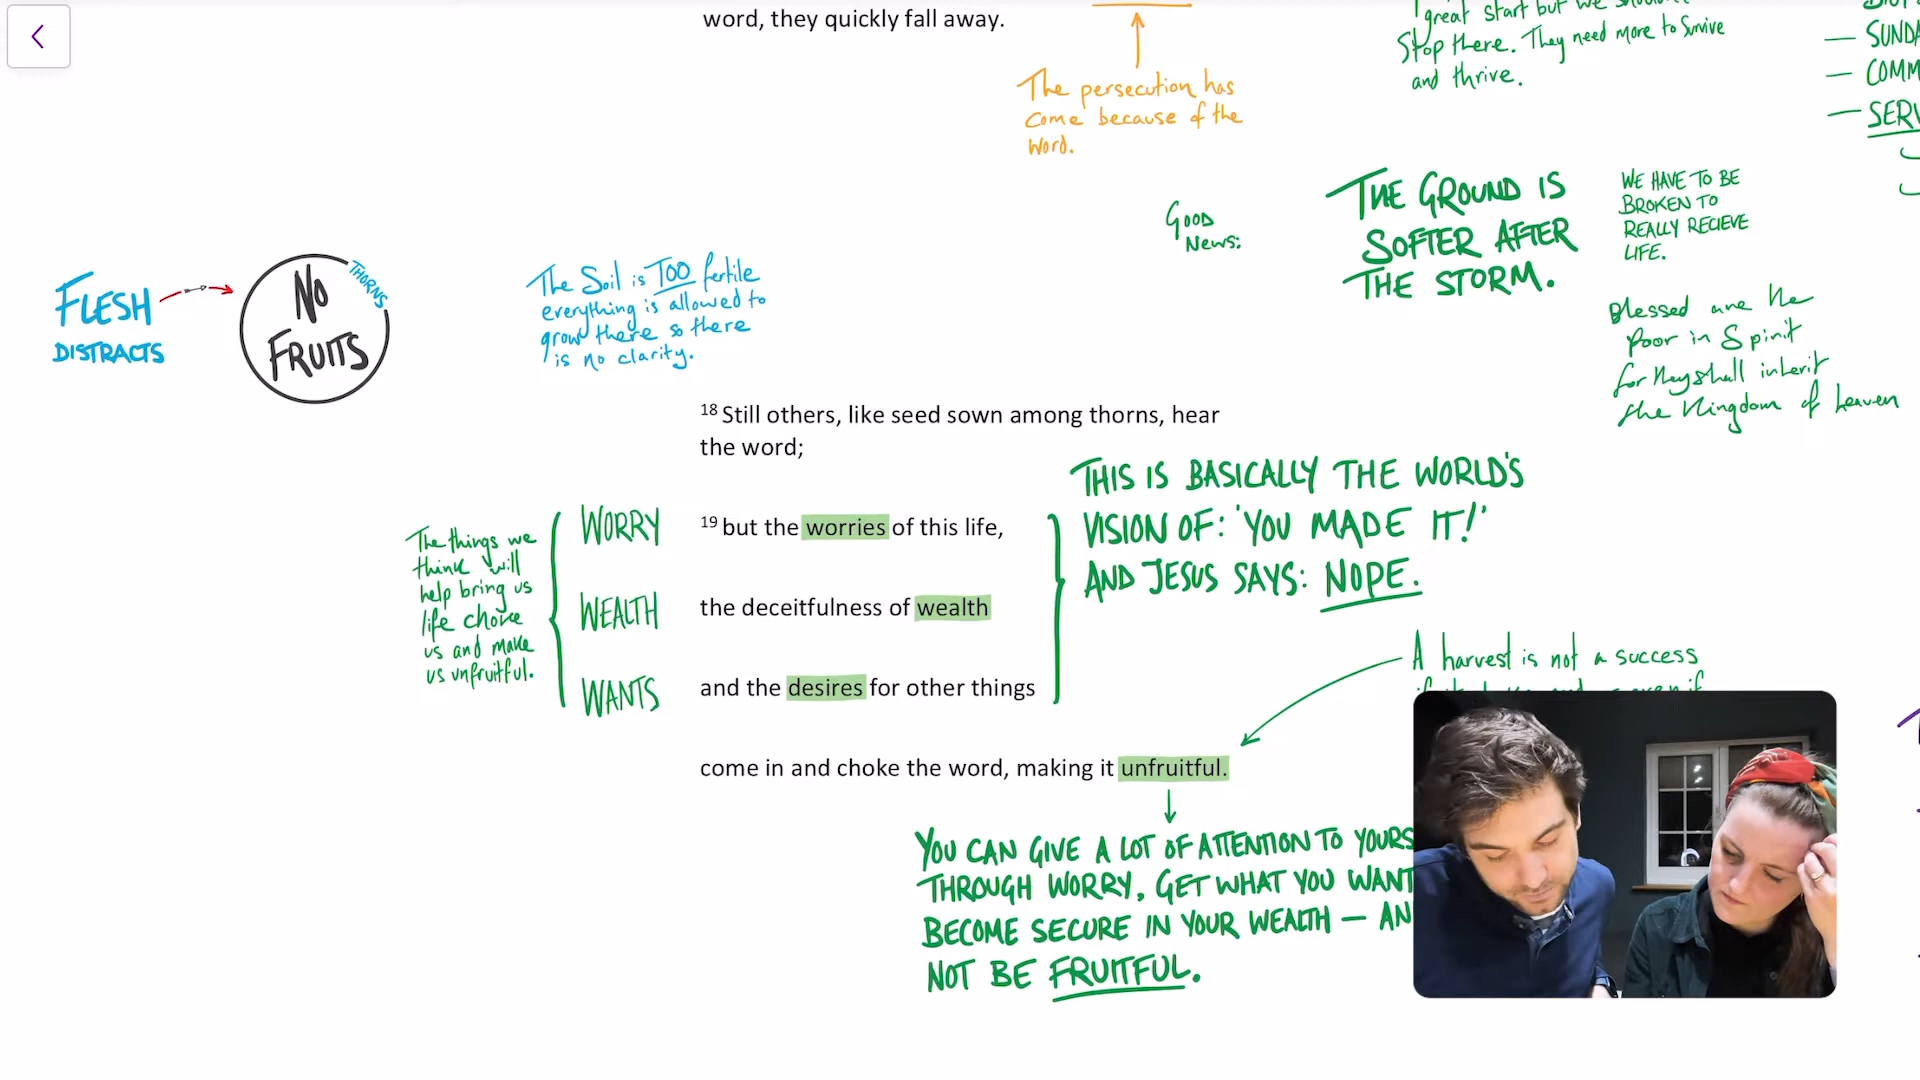 word, they quickly fall away.
The persecution has
come because of the
Word.
great start but we
Stop there. They need more to survive
and thrive.
— SUNDA
— COMM
— SERV
GOOD
NEWS:
THE GROUND IS
SOFTER AFTER
THE STORM.
WE HAVE TO BE
BROKEN TO
REALLY RECIEVE
LIFE.
Blessed are the
Poor in Spirit
for they shall inherit
the Kingdom of heaven
FLESH
DISTRACTS
NO
FRUITS
THORNS
The Soil is TOO fertile
everything is allowed to
grow there so there
is no clarity.
18 Still others, like seed sown among thorns, hear
the word;
The things we
think will
help bring us
life choke
us and make
us unfruitful.
WORRY
WEALTH
WANTS
19 but the worries of this life,
the deceitfulness of wealth
and the desires for other things
come in and choke the word, making it unfruitful.
THIS IS BASICALLY THE WORLD'S
VISION OF: 'YOU MADE IT!'
AND JESUS SAYS: NOPE.
A harvest is not a success
YOU CAN GIVE A LOT OF ATTENTION TO YOURS
THROUGH WORRY, GET WHAT YOU WANT
BECOME SECURE IN YOUR WEALTH — AN
NOT BE FRUITFUL.